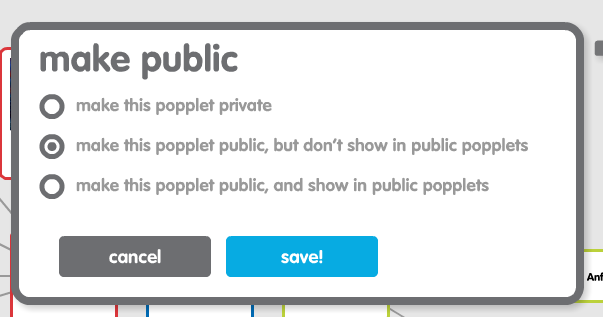 make public
make this popplet private
make this popplet public, but don't show in public popplets
make this popplet public, and show in public popplets
cancel
save!